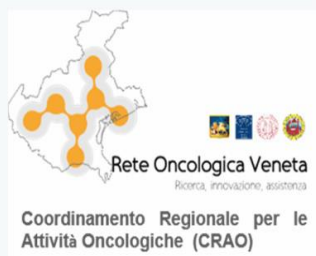 Rete Oncologica Veneta
Ricerca, innovazione, assistenza
Coordinamento Regionale per le
Attività Oncologiche (CRAO)